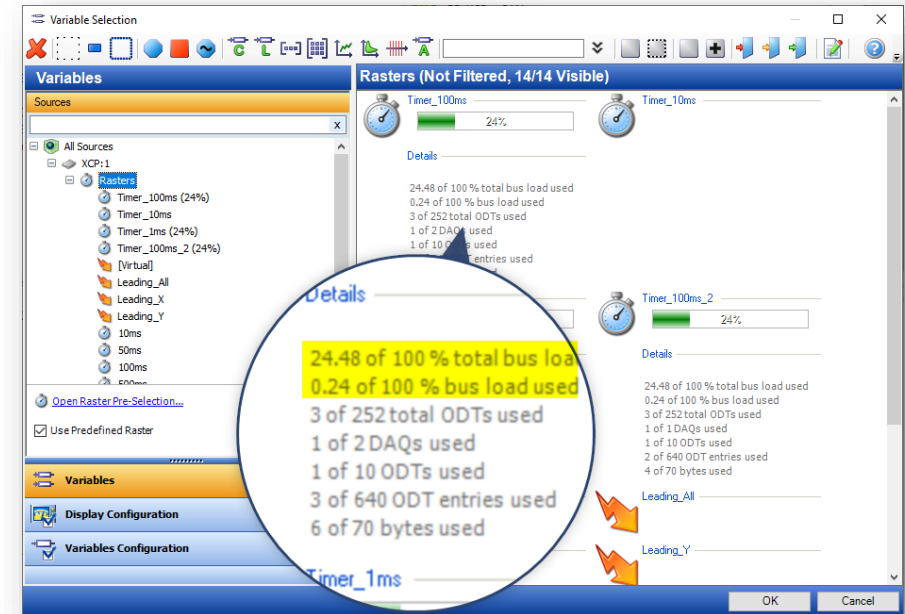 Variable Selection
Variables
Sources
x
All Sources
XCP:1
Rasters
Timer_100ms (24%)
Timer_10ms
Timer_1ms (24%)
Timer_100ms_2 (24%)
[Virtual]
Leading_All
Leading_X
Leading_Y
10ms
50ms
100ms
500ms
Open Raster Pre-Selection...
Use Predefined Raster
Variables
Display Configuration
Variables Configuration
Rasters (Not Filtered, 14/14 Visible)
Timer_100ms
24%
Details
24.48 of 100 % total bus load used
0.24 of 100 % bus load used
3 of 252 total ODTs used
1 of 2 DAQs used
1 of 10 ODTs used
entries used
Timer_10ms
Details
24.48 of 100 % total bus loa
0.24 of 100 % bus load used
3 of 252 total ODTs used
1 of 2 DAQs used
1 of 10 ODTs used
3 of 640 ODT entries used
6 of 70 bytes used
Timer_1ms
Timer_100ms_2
24%
Details
24.48 of 100 % total bus load used
0.24 of 100 % bus load used
3 of 252 total ODTs used
1 of 1 DAQs used
1 of 10 ODTs used
2 of 640 ODT entries used
4 of 70 bytes used
Leading_All
Leading_Y
OK
Cancel